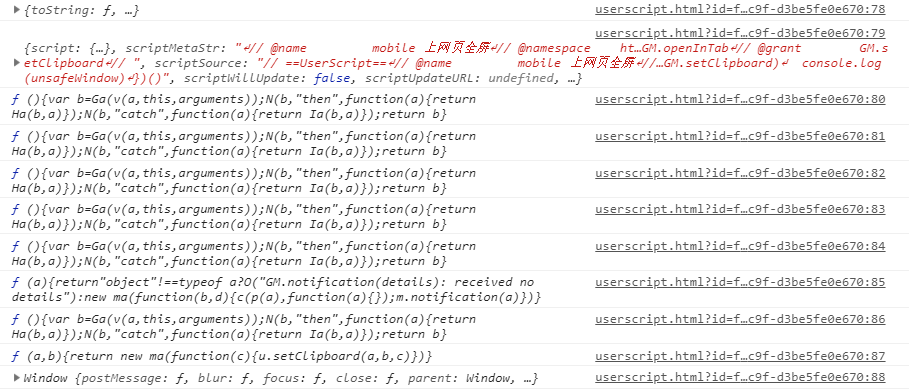 ▶ {toString: ƒ, …} userscript.html?id=f…c9f-d3be5fe0e670:78
userscript.html?id=f…c9f-d3be5fe0e670:79
{script: {…}, scriptMetaStr: "↵// @name mobile 上网页全屏↵// @namespace ht…GM.openInTab↵// @grant GM.s
▶ etClipboard↵// ", scriptSource: "// ==UserScript==↵// @name mobile 上网页全屏↵//…GM.setClipboard)↵ console.log
(unsafeWindow)↵})()", scriptWillUpdate: false, scriptUpdateURL: undefined, …}
ƒ (){var b=Ga(v(a,this,arguments));N(b,"then",function(a){return userscript.html?id=f…c9f-d3be5fe0e670:80
Ha(b,a)});N(b,"catch",function(a){return Ia(b,a)});return b}
ƒ (){var b=Ga(v(a,this,arguments));N(b,"then",function(a){return userscript.html?id=f…c9f-d3be5fe0e670:81
Ha(b,a)});N(b,"catch",function(a){return Ia(b,a)});return b}
ƒ (){var b=Ga(v(a,this,arguments));N(b,"then",function(a){return userscript.html?id=f…c9f-d3be5fe0e670:82
Ha(b,a)});N(b,"catch",function(a){return Ia(b,a)});return b}
ƒ (){var b=Ga(v(a,this,arguments));N(b,"then",function(a){return userscript.html?id=f…c9f-d3be5fe0e670:83
Ha(b,a)});N(b,"catch",function(a){return Ia(b,a)});return b}
ƒ (){var b=Ga(v(a,this,arguments));N(b,"then",function(a){return userscript.html?id=f…c9f-d3be5fe0e670:84
Ha(b,a)});N(b,"catch",function(a){return Ia(b,a)});return b}
ƒ (a){return"object"!==typeof a?O("GM.notification(details): received no userscript.html?id=f…c9f-d3be5fe0e670:85
details"):new ma(function(b,d){c(p(a),function(a){});m.notification(a)})}
ƒ (){var b=Ga(v(a,this,arguments));N(b,"then",function(a){return userscript.html?id=f…c9f-d3be5fe0e670:86
Ha(b,a)});N(b,"catch",function(a){return Ia(b,a)});return b}
ƒ (a,b){return new ma(function(c){u.setClipboard(a,b,c)})} userscript.html?id=f…c9f-d3be5fe0e670:87
▶ Window {postMessage: ƒ, blur: ƒ, focus: ƒ, close: ƒ, parent: Window, …} userscript.html?id=f…c9f-d3be5fe0e670:88